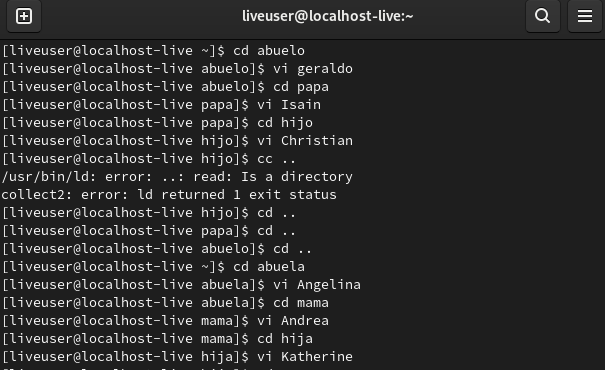 liveuser@localhost-live:~
[liveuser@localhost-live ~]$ cd abuelo
[liveuser@localhost-live abuelo]$ vi geraldo
[liveuser@localhost-live abuelo]$ cd papa
[liveuser@localhost-live papa]$ vi Isain
[liveuser@localhost-live papa]$ cd hijo
[liveuser@localhost-live hijo]$ vi Christian
[liveuser@localhost-live hijo]$ cc ..
/usr/bin/ld: error: ..: read: Is a directory
collect2: error: ld returned 1 exit status
[liveuser@localhost-live hijo]$ cd ..
[liveuser@localhost-live papa]$ cd ..
[liveuser@localhost-live abuelo]$ cd ..
[liveuser@localhost-live ~]$ cd abuela
[liveuser@localhost-live abuela]$ vi Angelina
[liveuser@localhost-live abuela]$ cd mama
[liveuser@localhost-live mama]$ vi Andrea
[liveuser@localhost-live mama]$ cd hija
[liveuser@localhost-live hija]$ vi Katherine